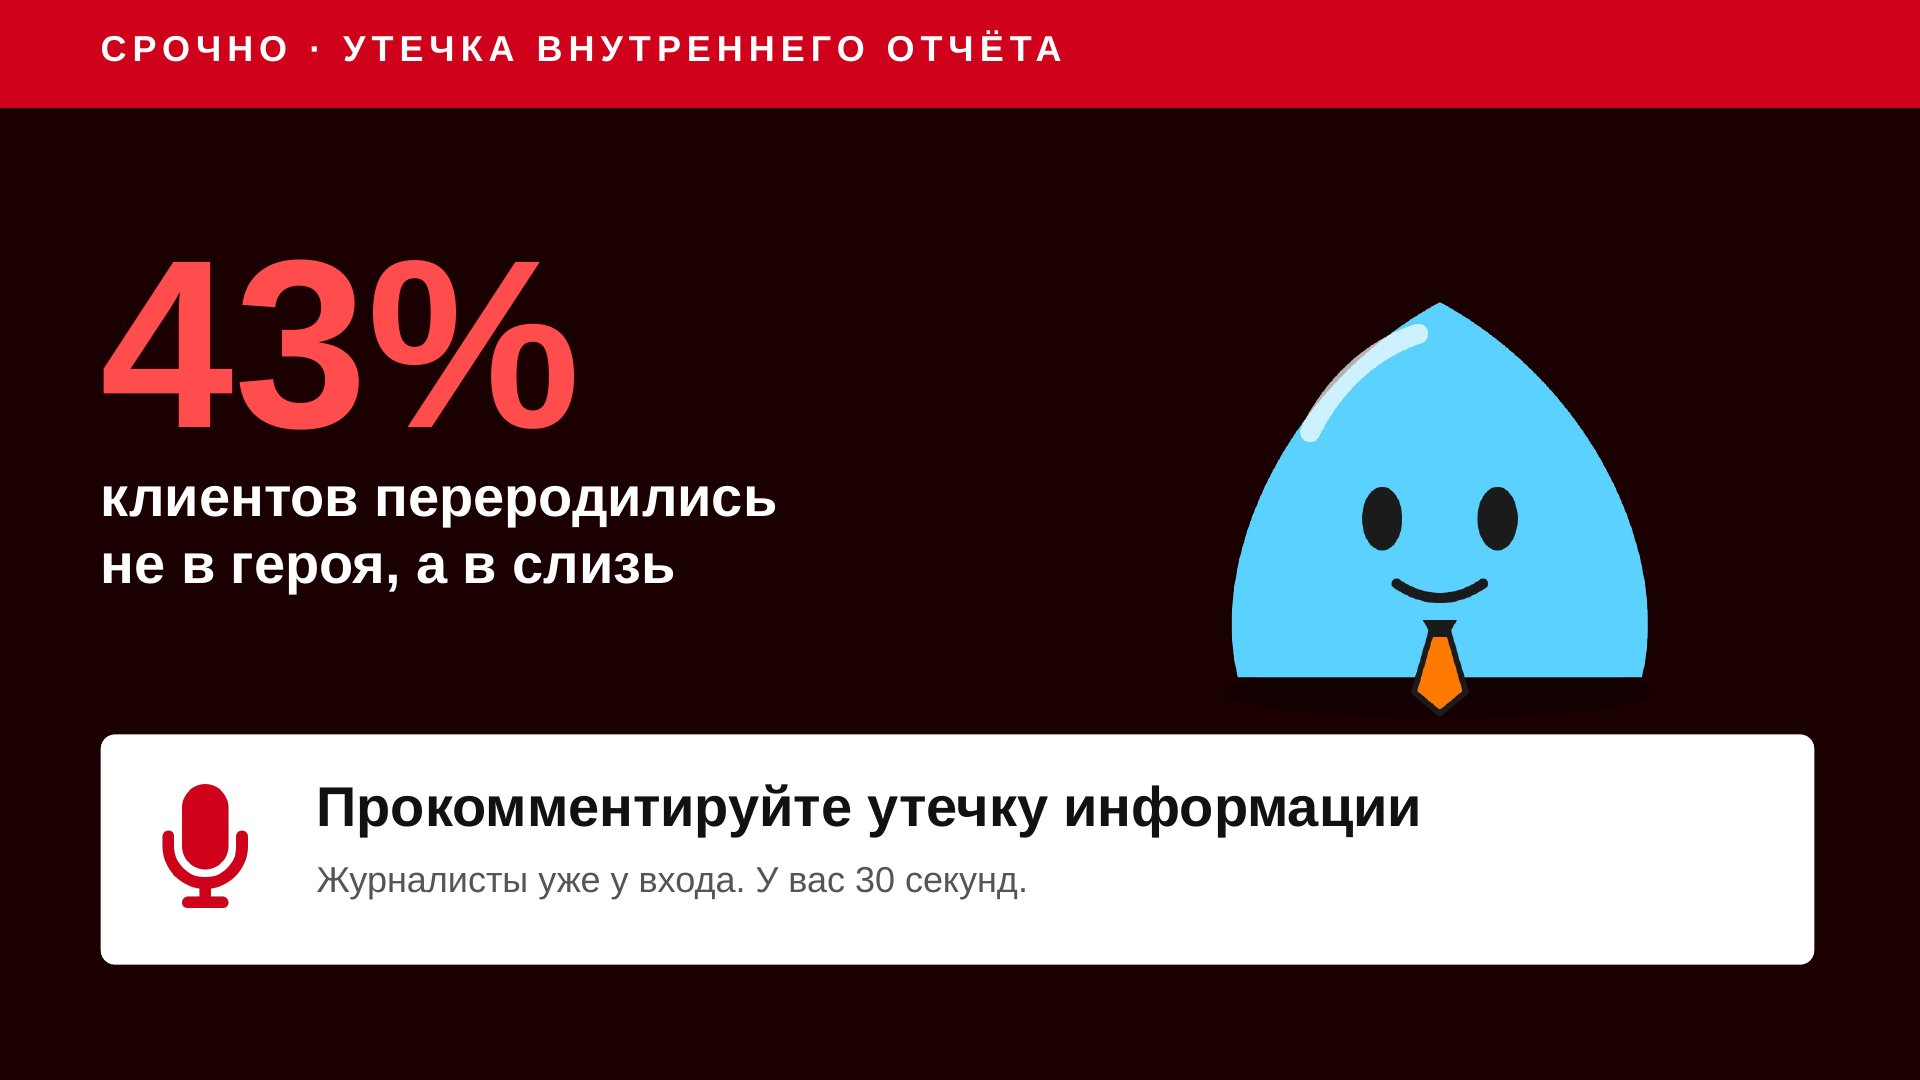 СРОЧНО · УТЕЧКА ВНУТРЕННЕГО ОТЧЁТА
43%
клиентов переродились
не в героя, а в слизь
Прокомментируйте утечку информации
Журналисты уже у входа. У вас 30 секунд.